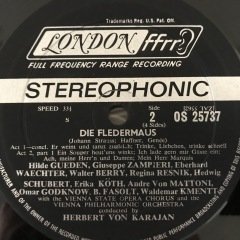 Trademarks Reg. U.S. Pat. Off.
LONDON ffrr
FULL FREQUENCY RANGE RECORDING
STEREOPHONIC
SPEED 33⅓
Side 2
OS 25737
DIE FLEDERMAUS
(Johann Strauss; Haffner, Genée)
Act 1—concl. Er weint und tanzt zurück; Trinke, Liebchen, trinke schnell
Act 2, part 1 Ein Souper heut' uns winkt; Ich lade gern mir Gäste ein;
Ach, meine Herr'n und Damen; Mein Herr Marquis
Hilde GUEDEN, Giuseppe ZAMPIERI, Eberhard
WAECHTER, Walter BERRY, Regina RESNIK, Hedwig
SCHUBERT, Erika KÖTH, Andre Von MATTONI,
Omar GODKNOW, B. FASOLT, Waldemar KMENTT
with the VIENNA STATE OPERA CHORUS and the
VIENNA PHILHARMONIC ORCHESTRA
conducted by
HERBERT VON KARAJAN